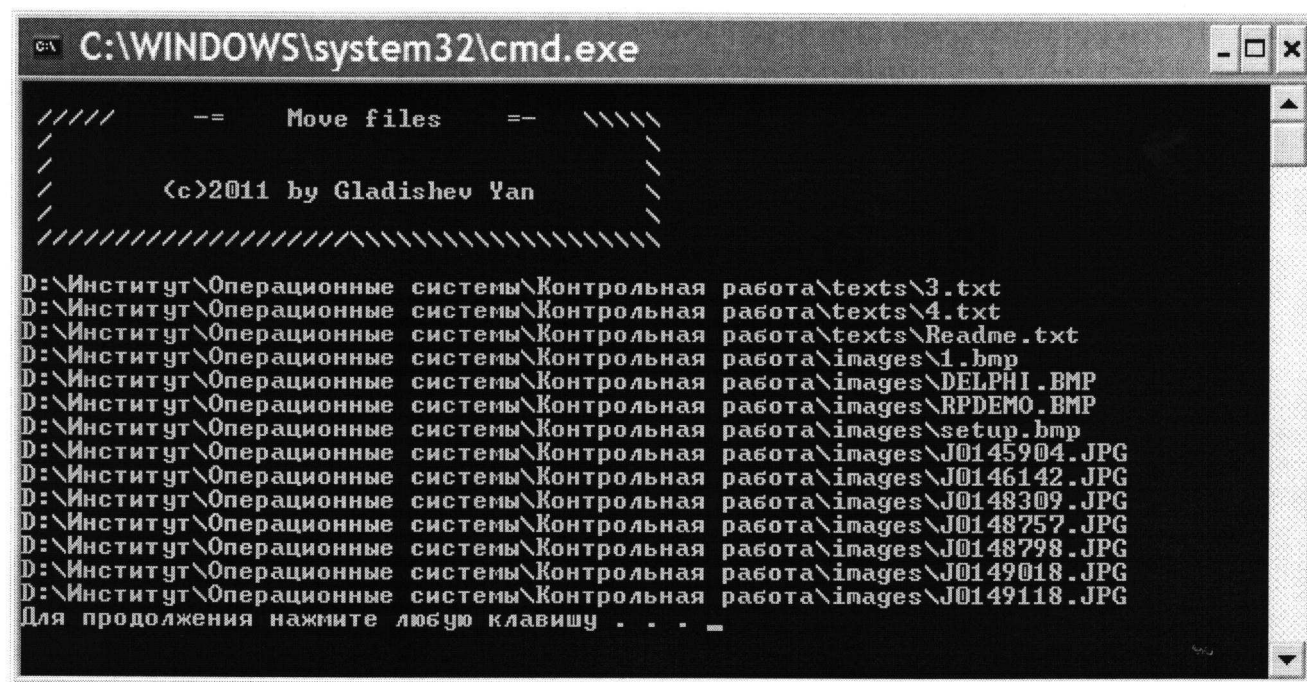 C:\WINDOWS\system32\cmd.exe
///// -= Move files =- \\\\\
/ \
/ \
/ (c)2011 by Gladishev Yan \
/ \
////////////////////\\\\\\\\\\\\\\\\\\\\
D:\Институт\Операционные системы\Контрольная работа\texts\3.txt
D:\Институт\Операционные системы\Контрольная работа\texts\4.txt
D:\Институт\Операционные системы\Контрольная работа\texts\Readme.txt
D:\Институт\Операционные системы\Контрольная работа\images\1.bmp
D:\Институт\Операционные системы\Контрольная работа\images\DELPHI.BMP
D:\Институт\Операционные системы\Контрольная работа\images\RPDEMO.BMP
D:\Институт\Операционные системы\Контрольная работа\images\setup.bmp
D:\Институт\Операционные системы\Контрольная работа\images\J0145904.JPG
D:\Институт\Операционные системы\Контрольная работа\images\J0146142.JPG
D:\Институт\Операционные системы\Контрольная работа\images\J0148309.JPG
D:\Институт\Операционные системы\Контрольная работа\images\J0148757.JPG
D:\Институт\Операционные системы\Контрольная работа\images\J0148798.JPG
D:\Институт\Операционные системы\Контрольная работа\images\J0149018.JPG
D:\Институт\Операционные системы\Контрольная работа\images\J0149118.JPG
Для продолжения нажмите любую клавишу . . . _